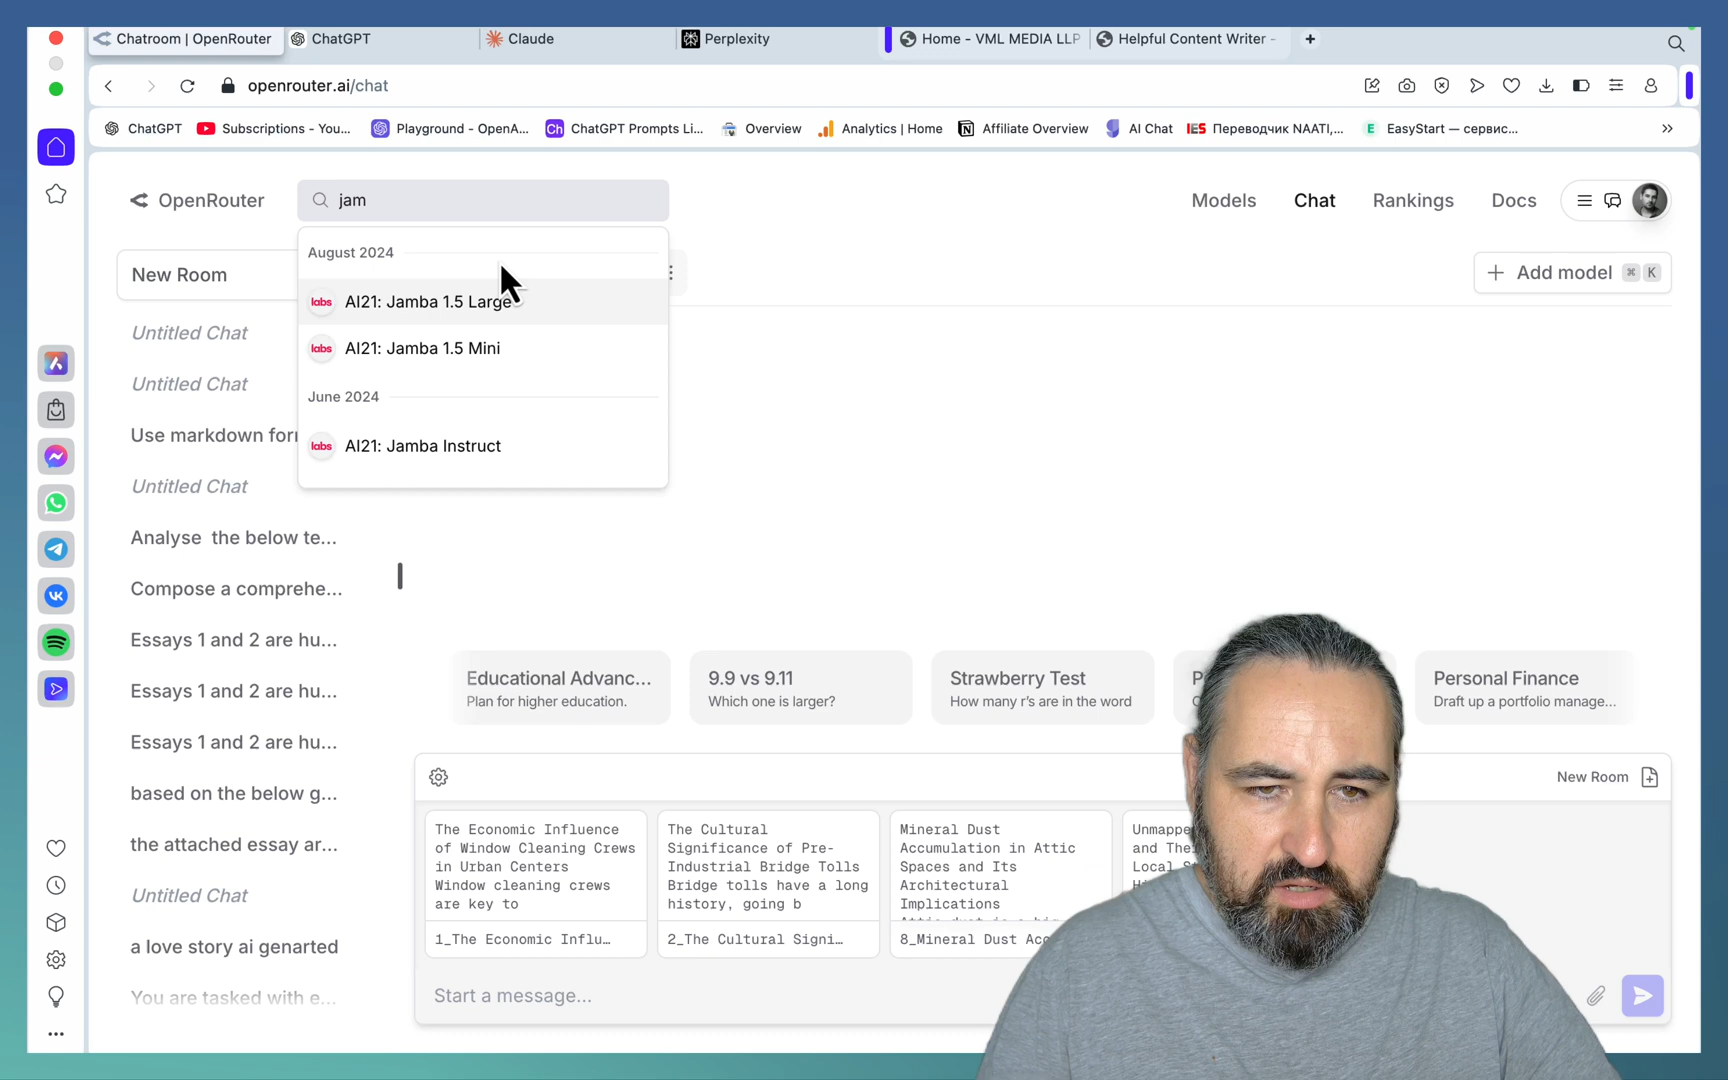 Chatroom | OpenRouter
ChatGPT
Claude
Perplexity
Home - VML MEDIA LLP
Helpful Content Writer -
openrouter.ai/chat
ChatGPT
Subscriptions - You...
Playground - OpenA...
Ch
ChatGPT Prompts Li...
Overview
Analytics | Home
Affiliate Overview
AI Chat
IES
Переводчик NAATI,...
E
EasyStart — сервис...
OpenRouter
jam
Models
Chat
Rankings
Docs
New Room
August 2024
labs
AI21: Jamba 1.5 Large
labs
AI21: Jamba 1.5 Mini
June 2024
labs
AI21: Jamba Instruct
Add model ⌘ K
Untitled Chat
Untitled Chat
Use markdown for
Untitled Chat
Analyse the below te...
Compose a comprehe...
Essays 1 and 2 are hu...
Essays 1 and 2 are hu...
Essays 1 and 2 are hu...
based on the below g...
the attached essay ar...
Untitled Chat
a love story ai genarted
You are tasked with e...
Educational Advanc...
Plan for higher education.
9.9 vs 9.11
Which one is larger?
Strawberry Test
How many r's are in the word
Personal Finance
Draft up a portfolio manage...
New Room
The Economic Influence
of Window Cleaning Crews
in Urban Centers
Window cleaning crews
are key to
1_The Economic Influ...
The Cultural
Significance of Pre-
Industrial Bridge Tolls
Bridge tolls have a long
history, going b
2_The Cultural Signi...
Mineral Dust
Accumulation in Attic
Spaces and Its
Architectural
Implications
8_Mineral Dust Acc
Unmappe
and The
Local S
Start a message...